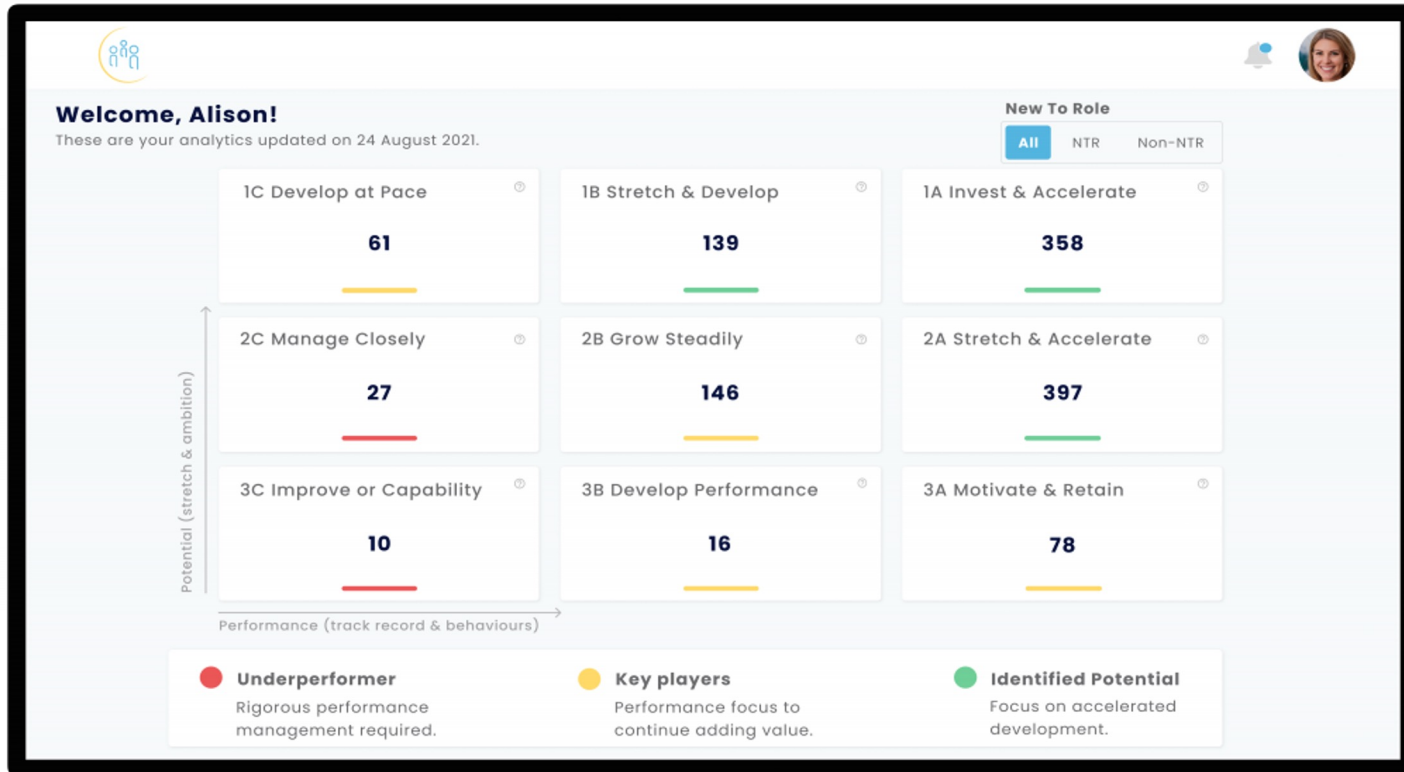 Welcome, Alison!
These are your analytics updated on 24 August 2021.
New To Role
All NTR Non-NTR
1C Develop at Pace
61
1B Stretch & Develop
139
1A Invest & Accelerate
358
2C Manage Closely
27
2B Grow Steadily
146
2A Stretch & Accelerate
397
3C Improve or Capability
10
3B Develop Performance
16
3A Motivate & Retain
78
Potential (stretch & ambition)
Performance (track record & behaviours)
Underperformer
Rigorous performance
management required.
Key players
Performance focus to
continue adding value.
Identified Potential
Focus on accelerated
development.